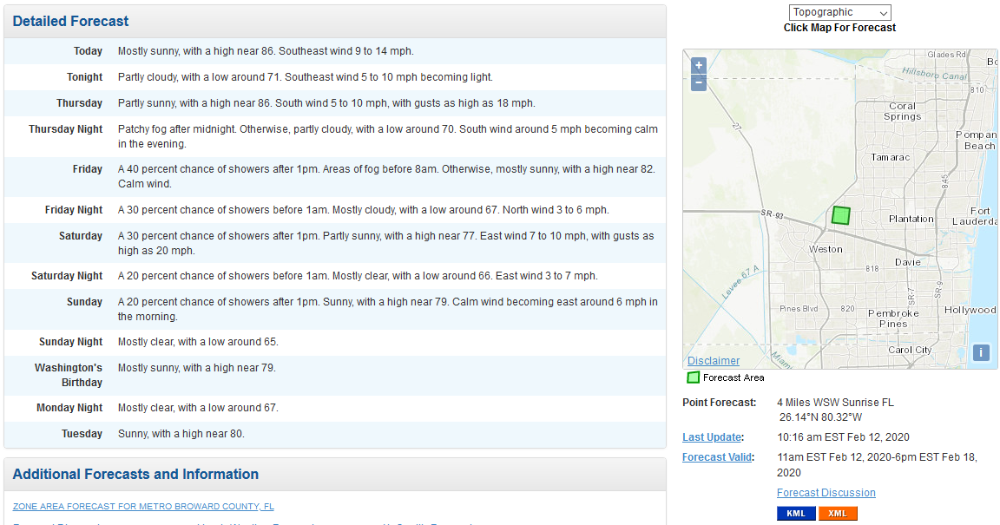 Detailed Forecast
Today Mostly sunny, with a high near 86. Southeast wind 9 to 14 mph.
Tonight Partly cloudy, with a low around 71. Southeast wind 5 to 10 mph becoming light.
Thursday Partly sunny, with a high near 86. South wind 5 to 10 mph, with gusts as high as 18 mph.
Thursday Night Patchy fog after midnight. Otherwise, partly cloudy, with a low around 70. South wind around 5 mph becoming calm
in the evening.
Friday A 40 percent chance of showers after 1pm. Areas of fog before 8am. Otherwise, mostly sunny, with a high near 82.
Calm wind.
Friday Night A 30 percent chance of showers before 1am. Mostly cloudy, with a low around 67. North wind 3 to 6 mph.
Saturday A 30 percent chance of showers after 1pm. Partly sunny, with a high near 77. East wind 7 to 10 mph, with gusts as
high as 20 mph.
Saturday Night A 20 percent chance of showers before 1am. Mostly clear, with a low around 66. East wind 3 to 7 mph.
Sunday A 20 percent chance of showers after 1pm. Sunny, with a high near 79. Calm wind becoming east around 6 mph in
the morning.
Sunday Night Mostly clear, with a low around 65.
Washington's Mostly sunny, with a high near 79.
Birthday
Monday Night Mostly clear, with a low around 67.
Tuesday Sunny, with a high near 80.
Additional Forecasts and Information
ZONE AREA FORECAST FOR METRO BROWARD COUNTY, FL
Topographic
Click Map For Forecast
+
−
Glades Rd
Bo
Hillsboro Canal
810
Coral
Springs
27
Pompan
Beach
Tamarac
845
SR-93
Plantation
Fort
Lauderda
Weston
Davie
818
Levee 67 A
SR-7
SR-9
Pines Blvd
820
Pembroke
Pines
Hollywood
Carol City
Miami
i
Disclaimer
Forecast Area
Point Forecast: 4 Miles WSW Sunrise FL
26.14°N 80.32°W
Last Update: 10:16 am EST Feb 12, 2020
Forecast Valid: 11am EST Feb 12, 2020-6pm EST Feb 18,
2020
Forecast Discussion
KML XML